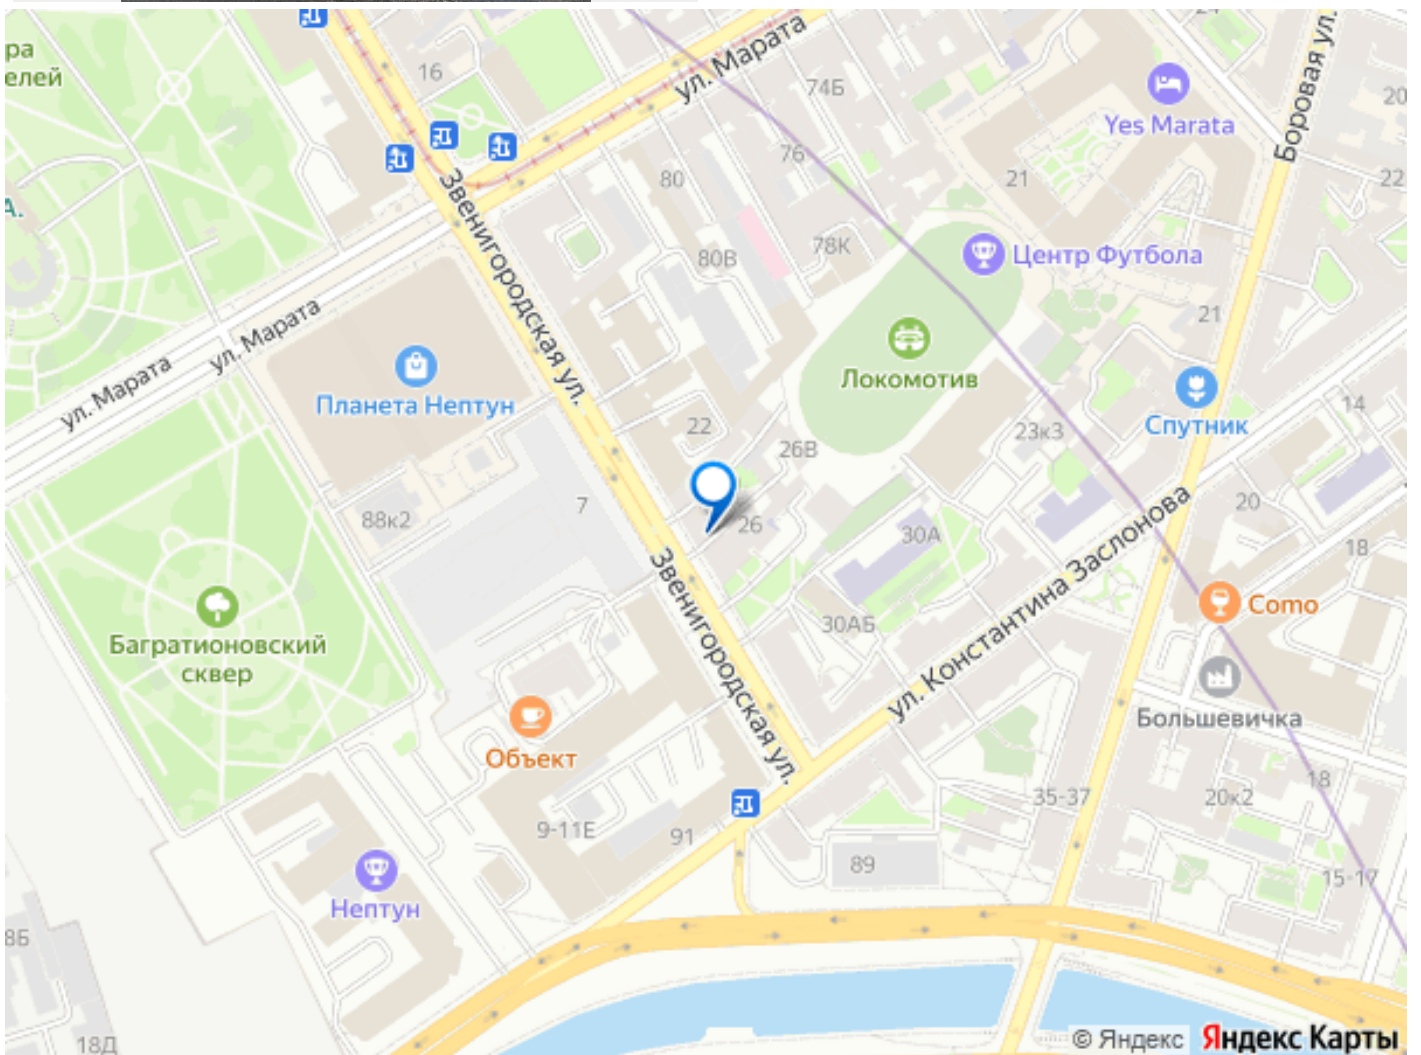 ра
елей
16
ул. Марата
74Б
Yes Marata
Боровая ул.
24
20
76
80
21
22
А.
Звенигородская ул.
80В
78К
Центр Футбола
21
ул. Марата
ул. Марата
Планета Нептун
Локомотив
Спутник
14
22
26В
23к3
88к2
7
26
30А
20
18
ул. Константина Заслонова
Звенигородская ул.
30АБ
Como
Багратионовский
сквер
Объект
Большевичка
9-11Е
91
35-37
20к2
18
89
15-17
Нептун
8Б
18Д
© Яндекс Яндекс Карты